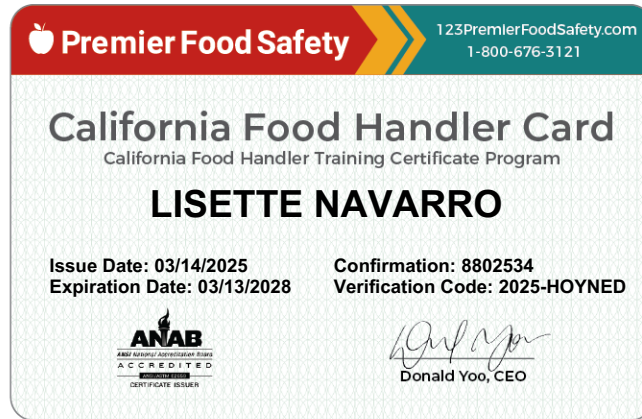 Premier Food Safety
123PremierFoodSafety.com
1-800-676-3121
California Food Handler Card
California Food Handler Training Certificate Program
LISETTE NAVARRO
Issue Date: 03/14/2025
Expiration Date: 03/13/2028
Confirmation: 8802534
Verification Code: 2025-HOYNED
ANAB
ANSI National Accreditation Board
ACCREDITED
CERTIFICATE ISSUER
Donald Yoo, CEO